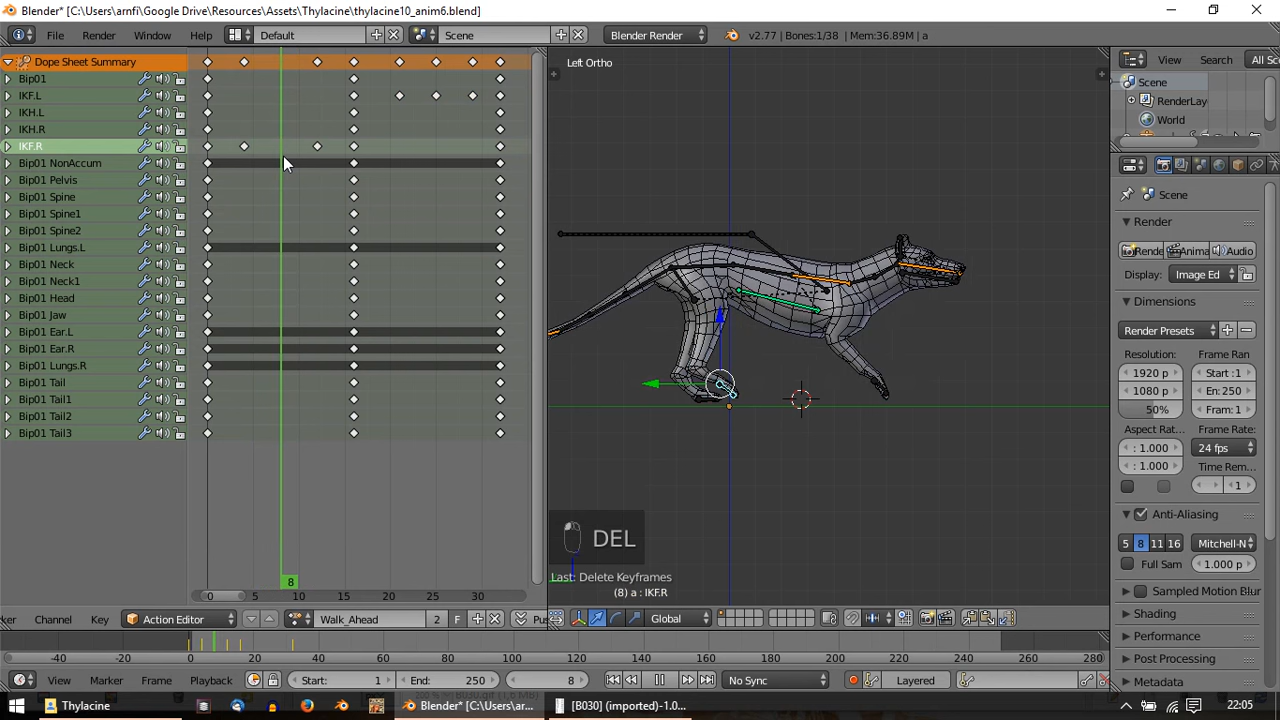 Blender* [C:\Users\arnfi\Google Drive\Resources\Assets\Thylacine\thylacine10_anim6.blend]
File Render Window Help Default Scene Blender Render v2.77 | Bones:1/38 | Mem:36.89M | a
Dope Sheet Summary
Bip01
IKF.L
IKH.L
IKH.R
IKF.R
Bip01 NonAccum
Bip01 Pelvis
Bip01 Spine
Bip01 Spine1
Bip01 Spine2
Bip01 Lungs.L
Bip01 Neck
Bip01 Neck1
Bip01 Head
Bip01 Jaw
Bip01 Ear.L
Bip01 Ear.R
Bip01 Lungs.R
Bip01 Tail
Bip01 Tail1
Bip01 Tail2
Bip01 Tail3
8
0 5 10 15 20 25 30
ker Channel Key Action Editor Walk_Ahead 2 F Pus
Left Ortho
DEL
Last: Delete Keyframes
(8) a : IKF.R
Global
View Search All Sc
Scene
RenderLay
World
Scene
Render
Rende Anima Audio
Display: Image Ed
Dimensions
Render Presets
Resolution: Frame Ran
1920 p Start :1
1080 p En: 250
50% Fram: 1
Aspect Rat... Frame Rate:
: 1.000 24 fps
: 1.000 Time Rem...
1
Anti-Aliasing
5 8 11 16 Mitchell-N
Full Sam 1.000 p
Sampled Motion Blur
Shading
Performance
Post Processing
Metadata
-40 -20 0 20 40 60 80 100 120 140 160 180 200 220 240 260 280
View Marker Frame Playback Start: 1 End: 250 8 No Sync Layered
Thylacine Blender* [C:\Users\ar... [B030] (imported)-1.0... 22:05